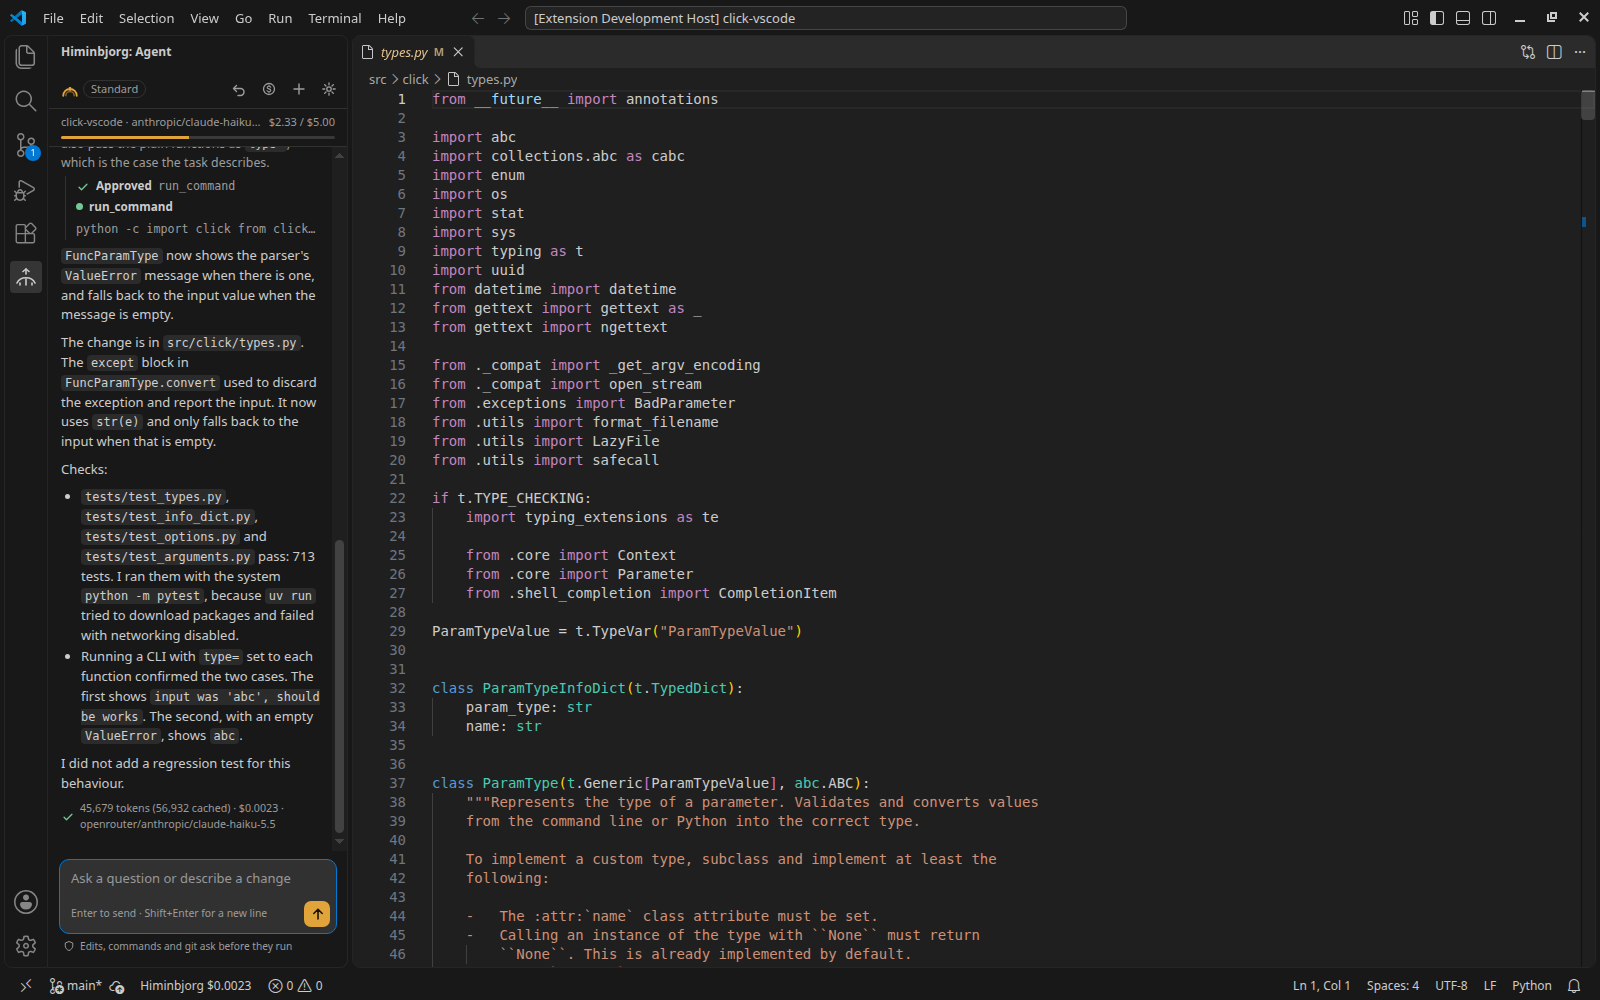 File Edit Selection View Go Run Terminal Help
[Extension Development Host] click-vscode
Himinbjorg: Agent
Standard
click-vscode · anthropic/claude-haiku... $2.33 / $5.00
which is the case the task describes.
Approved run_command
run_command
python -c import click from click…
FuncParamType now shows the parser's
ValueError message when there is one,
and falls back to the input value when the
message is empty.
The change is in src/click/types.py.
The except block in
FuncParamType.convert used to discard
the exception and report the input. It now
uses str(e) and only falls back to the
input when that is empty.
Checks:
tests/test_types.py,
tests/test_info_dict.py,
tests/test_options.py and
tests/test_arguments.py pass: 713
tests. I ran them with the system
python -m pytest, because uv run
tried to download packages and failed
with networking disabled.
Running a CLI with type= set to each
function confirmed the two cases. The
first shows input was 'abc', should
be works. The second, with an empty
ValueError, shows abc.
I did not add a regression test for this
behaviour.
45,679 tokens (56,932 cached) · $0.0023 ·
openrouter/anthropic/claude-haiku-5.5
Ask a question or describe a change
Enter to send · Shift+Enter for a new line
Edits, commands and git ask before they run
1
types.py M
src > click > types.py
1 from __future__ import annotations
2
3 import abc
4 import collections.abc as cabc
5 import enum
6 import os
7 import stat
8 import sys
9 import typing as t
10 import uuid
11 from datetime import datetime
12 from gettext import gettext as _
13 from gettext import ngettext
14
15 from ._compat import _get_argv_encoding
16 from ._compat import open_stream
17 from .exceptions import BadParameter
18 from .utils import format_filename
19 from .utils import LazyFile
20 from .utils import safecall
21
22 if t.TYPE_CHECKING:
23     import typing_extensions as te
24
25     from .core import Context
26     from .core import Parameter
27     from .shell_completion import CompletionItem
28
29 ParamTypeValue = t.TypeVar("ParamTypeValue")
30
31
32 class ParamTypeInfoDict(t.TypedDict):
33     param_type: str
34     name: str
35
36
37 class ParamType(t.Generic[ParamTypeValue], abc.ABC):
38     """Represents the type of a parameter. Validates and converts values
39     from the command line or Python into the correct type.
40
41     To implement a custom type, subclass and implement at least the
42     following:
43
44     -   The :attr:`name` class attribute must be set.
45     -   Calling an instance of the type with ``None`` must return
46         ``None``. This is already implemented by default.
main* Himinbjorg $0.0023 0 0
Ln 1, Col 1 Spaces: 4 UTF-8 LF Python